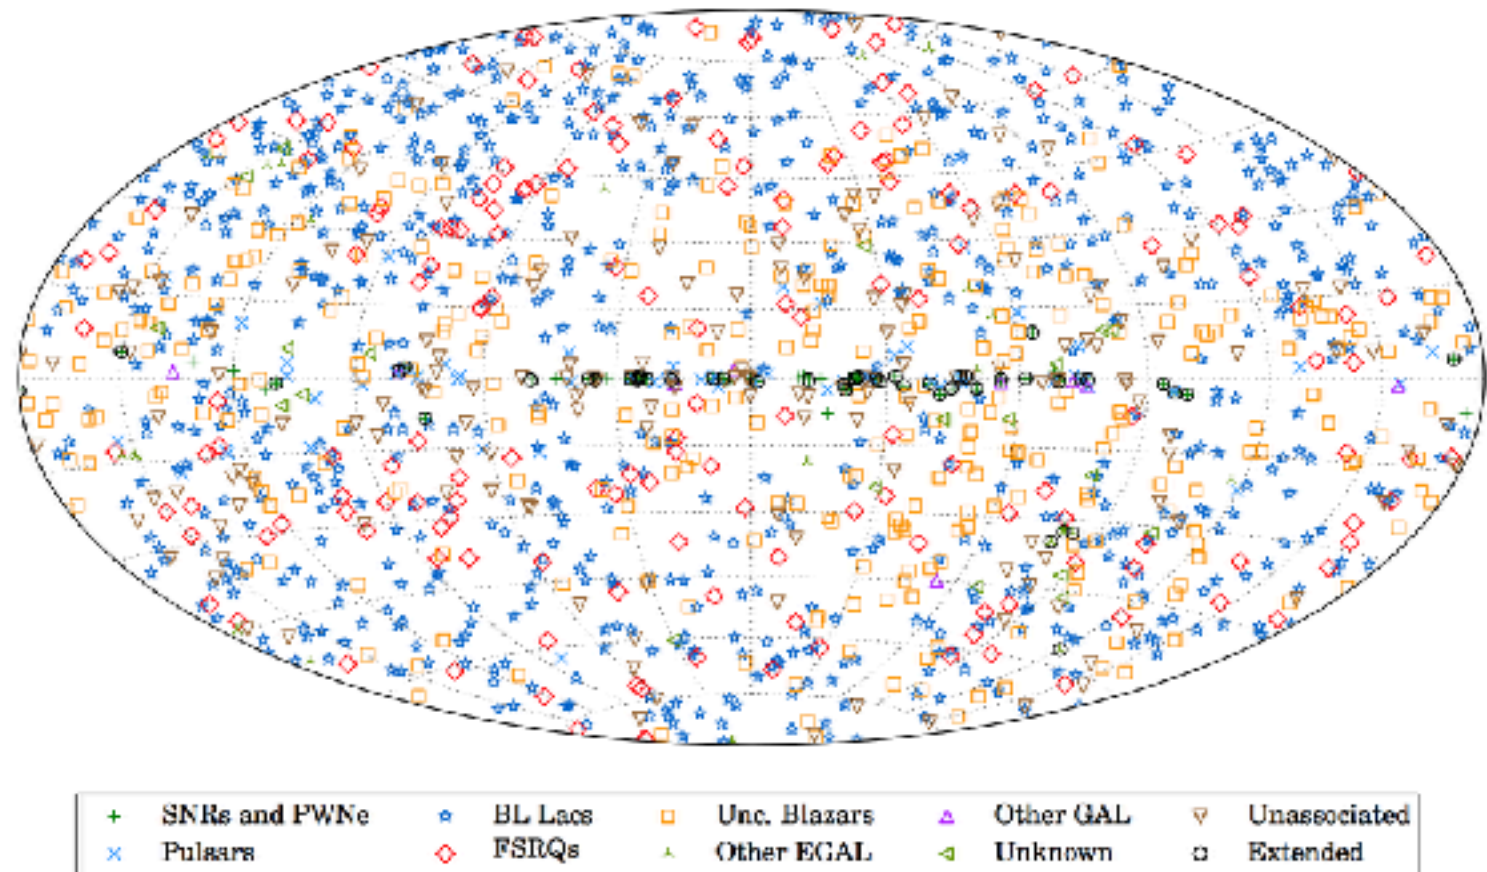 SNRs and PWNe BL Lacs Unc. Blazars Other GAL Unassociated
Pulsars FSRQs Other EGAL Unknown Extended